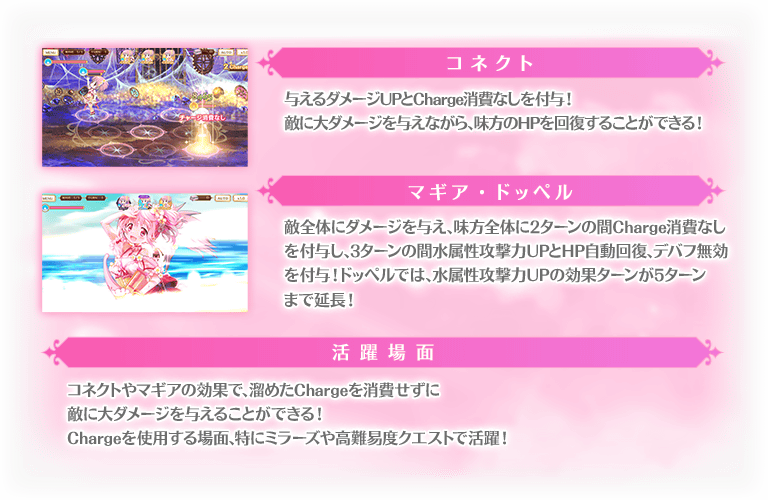 MENU
2 Charge
チャージ消費なし
コネクト
与えるダメージUPとCharge消費なしを付与！
敵に大ダメージを与えながら、味方のHPを回復することができる！
MENU
マギア・ドッペル
敵全体にダメージを与え、味方全体に2ターンの間Charge消費なし
を付与し、3ターンの間水属性攻撃力UPとHP自動回復、デバフ無効
を付与！ドッペルでは、水属性攻撃力UPの効果ターンが5ターン
まで延長！
活躍場面
コネクトやマギアの効果で、溜めたChargeを消費せずに
敵に大ダメージを与えることができる！
Chargeを使用する場面、特にミラーズや高難易度クエストで活躍！